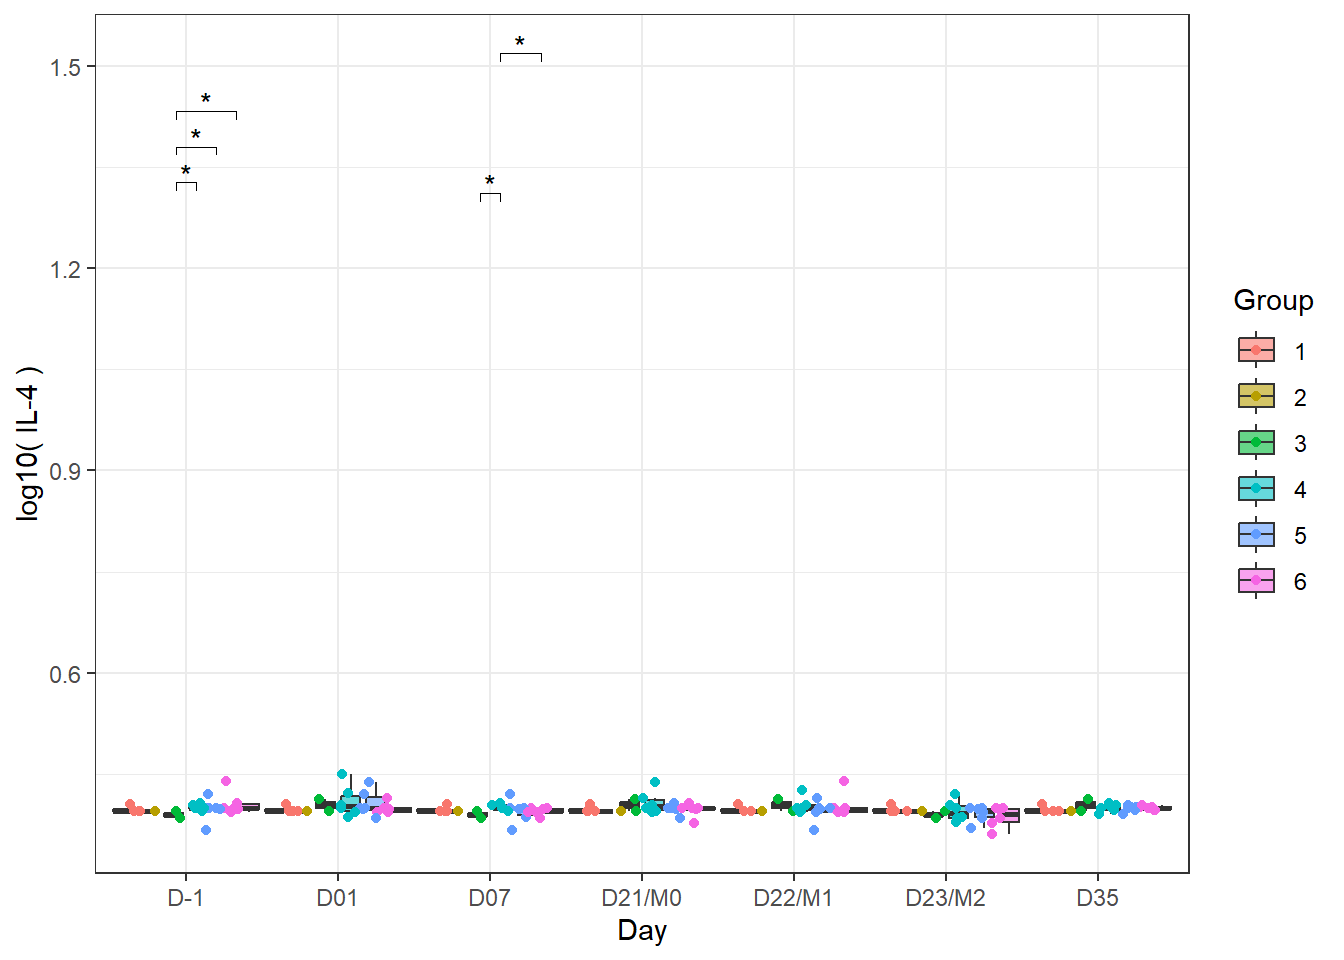 *
*
*
*
*
1.5
1.2
0.9
0.6
log10( IL-4 )
D-1
D01
D07
D21/M0
D22/M1
D23/M2
D35
Day
Group
1
2
3
4
5
6